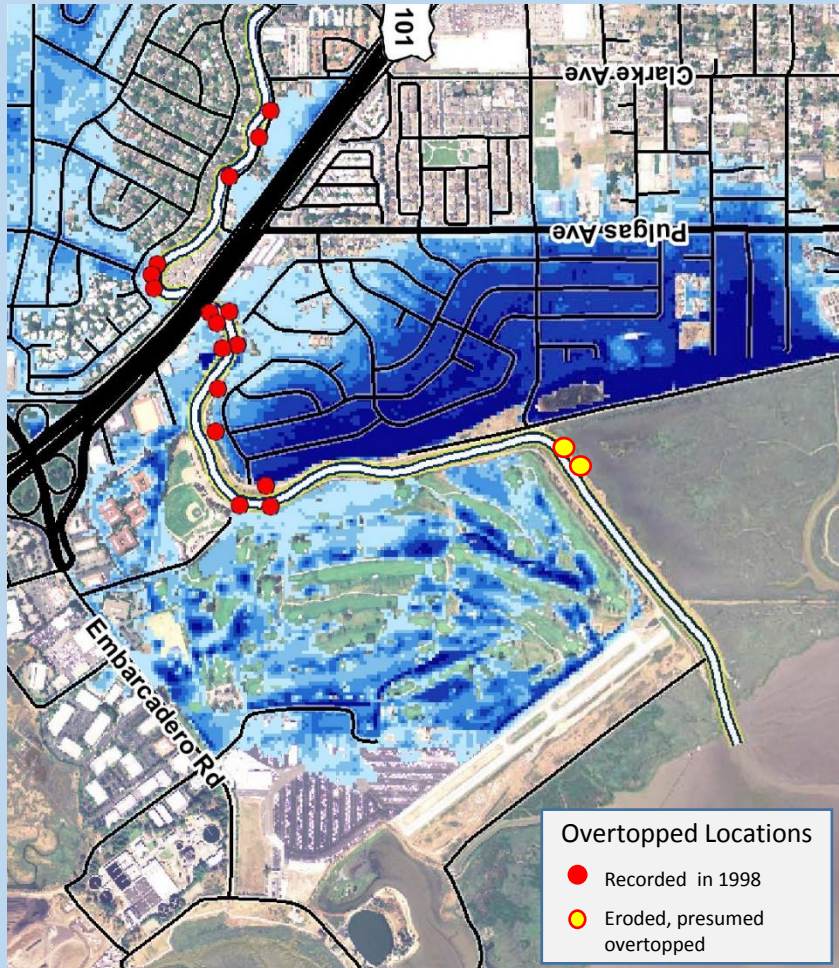 101
Clarke Ave
Pulgas Ave
Embarcadero Rd
Overtopped Locations
Recorded in 1998
Eroded, presumed
overtopped